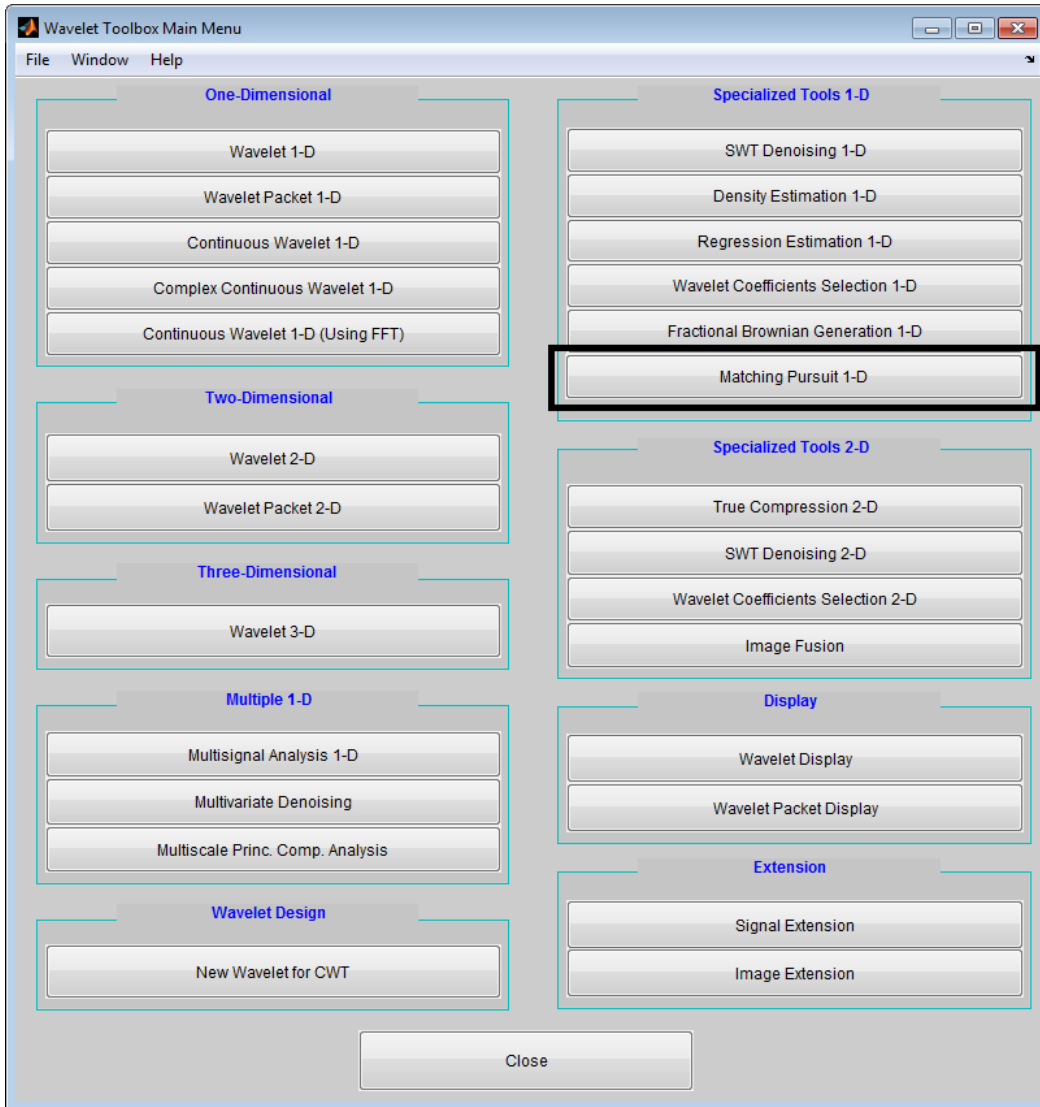 Wavelet Toolbox Main Menu
File Window Help
One-Dimensional
Wavelet 1-D
Wavelet Packet 1-D
Continuous Wavelet 1-D
Complex Continuous Wavelet 1-D
Continuous Wavelet 1-D (Using FFT)
Two-Dimensional
Wavelet 2-D
Wavelet Packet 2-D
Three-Dimensional
Wavelet 3-D
Multiple 1-D
Multisignal Analysis 1-D
Multivariate Denoising
Multiscale Princ. Comp. Analysis
Wavelet Design
New Wavelet for CWT
Specialized Tools 1-D
SWT Denoising 1-D
Density Estimation 1-D
Regression Estimation 1-D
Wavelet Coefficients Selection 1-D
Fractional Brownian Generation 1-D
Matching Pursuit 1-D
Specialized Tools 2-D
True Compression 2-D
SWT Denoising 2-D
Wavelet Coefficients Selection 2-D
Image Fusion
Display
Wavelet Display
Wavelet Packet Display
Extension
Signal Extension
Image Extension
Close